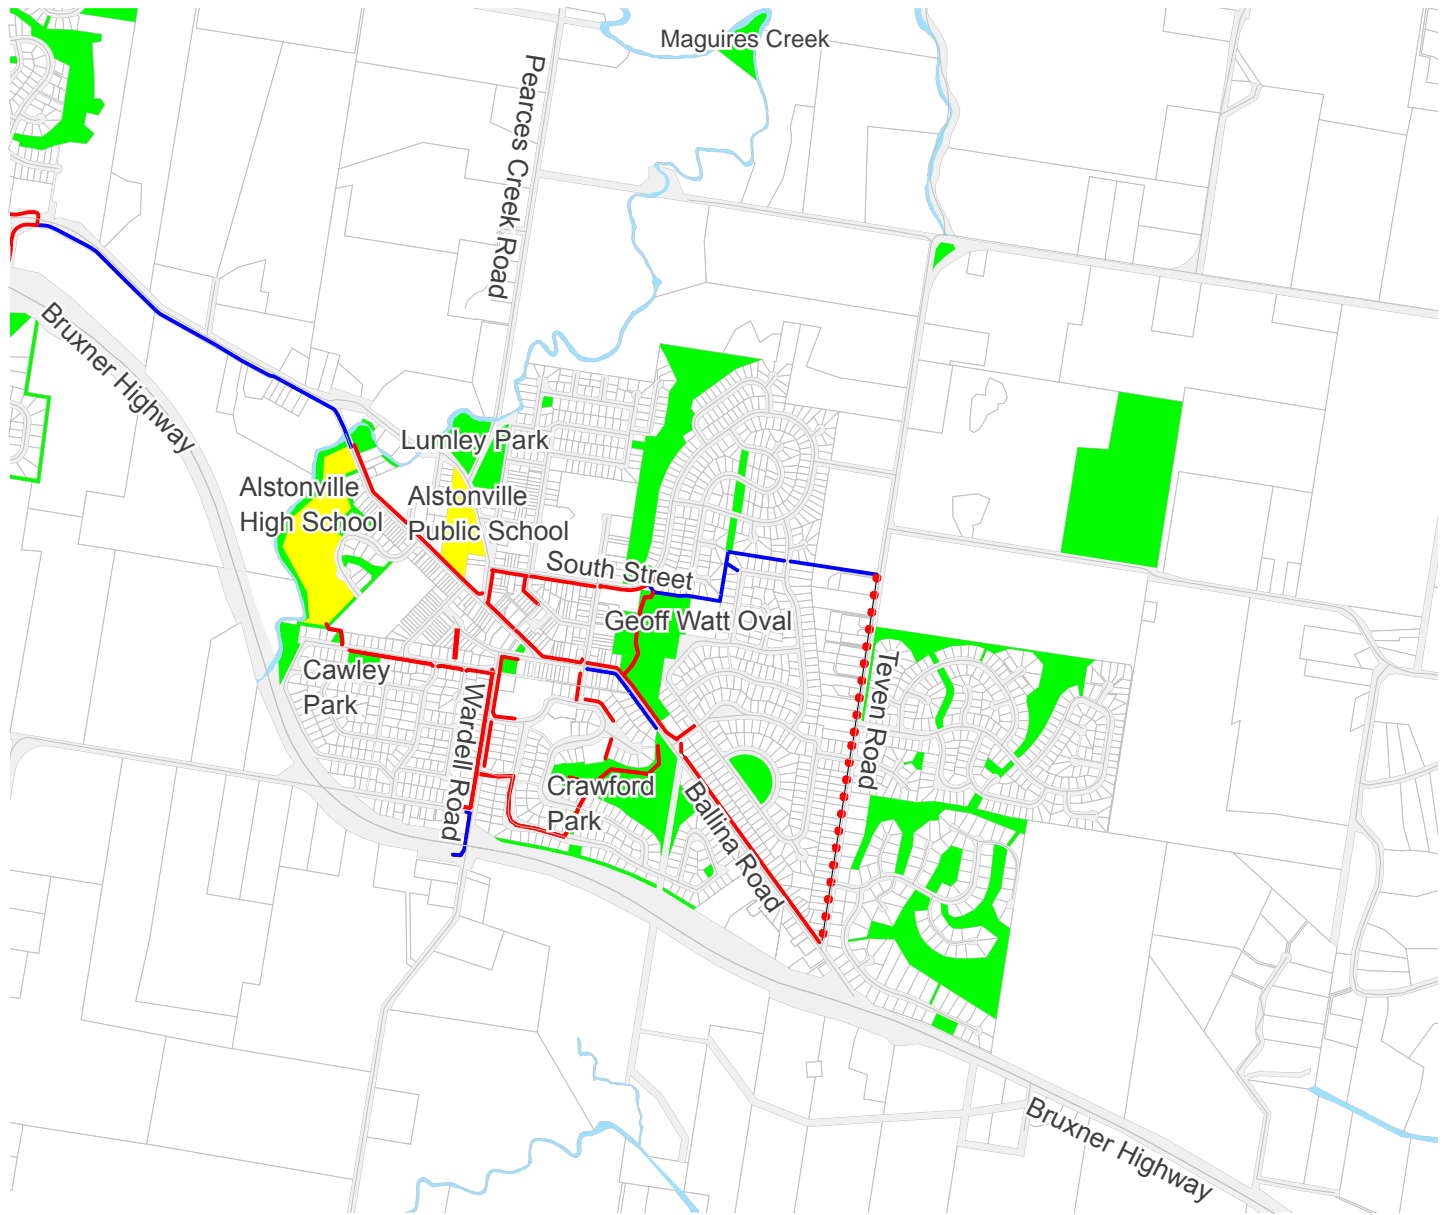 Maguires Creek
Pearces Creek Road
Bruxner Highway
Lumley Park
Alstonville
High School
Alstonville
Public School
South Street
Geoff Watt Oval
Cawley
Park
Wardell Road
Teven Road
Crawford
Park
Ballina Road
Bruxner Highway